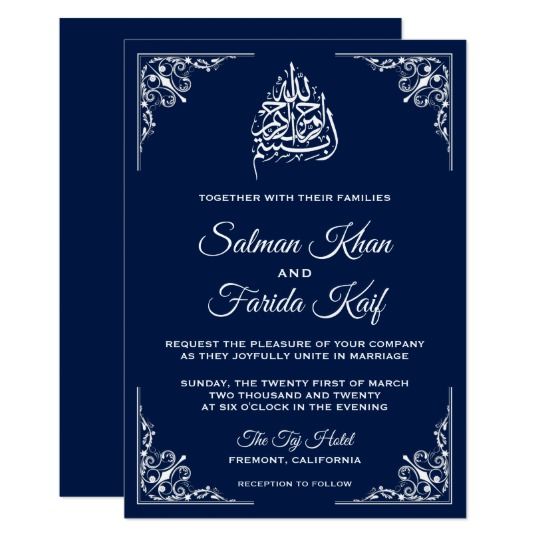 بسم الله الرحمن الرحيم
TOGETHER WITH THEIR FAMILIES
Salman Khan
AND
Farida Kaif
REQUEST THE PLEASURE OF YOUR COMPANY
AS THEY JOYFULLY UNITE IN MARRIAGE
SUNDAY, THE TWENTY FIRST OF MARCH
TWO THOUSAND AND TWENTY
AT SIX O'CLOCK IN THE EVENING
The Taj Hotel
FREMONT, CALIFORNIA
RECEPTION TO FOLLOW